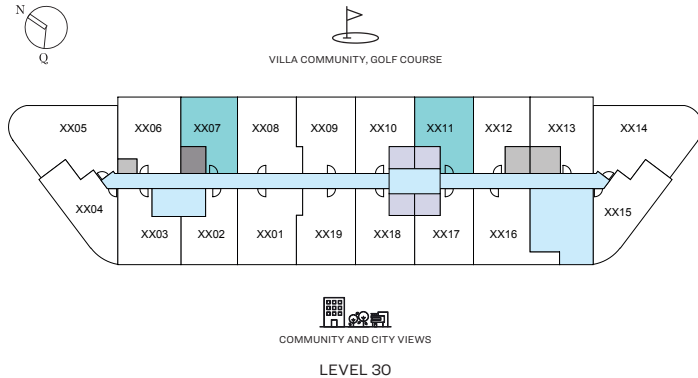 N
Q
VILLA COMMUNITY, GOLF COURSE
XX05
XX06
XX07
XX08
XX09
XX10
XX11
XX12
XX13
XX14
XX04
XX03
XX02
XX01
XX19
XX18
XX17
XX16
XX15
COMMUNITY AND CITY VIEWS
LEVEL 30